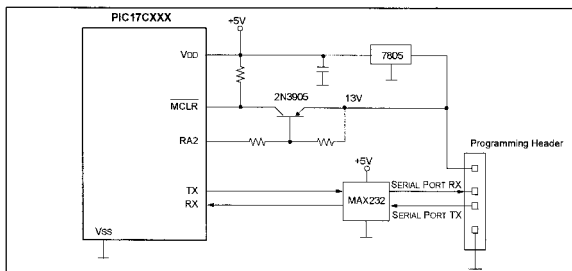 PIC17CXXX
+5V
VDD
7805
2N3905
13V
MCLR
RA2
Programming Header
+5V
TX
SERIAL PORT RX
MAX232
RX
SERIAL PORT TX
VSS